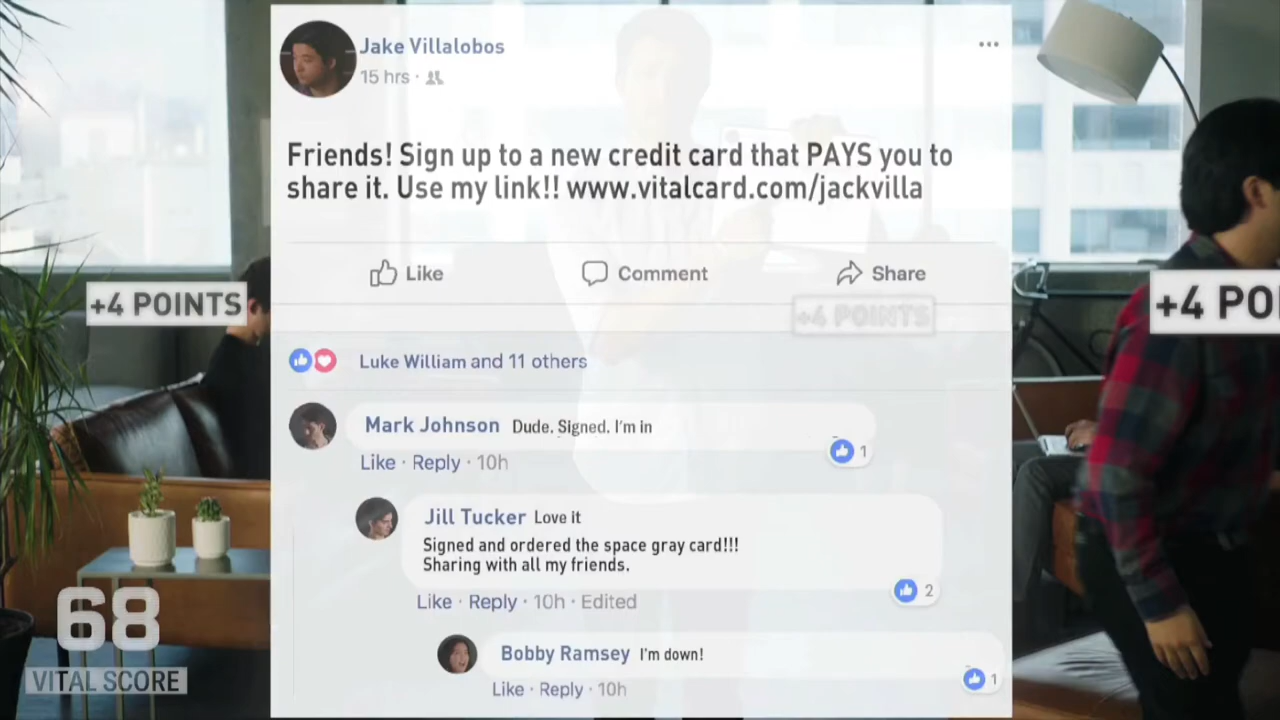 Jake Villalobos
15 hrs ·
Friends! Sign up to a new credit card that PAYS you to
share it. Use my link!! www.vitalcard.com/jackvilla
Like Comment Share
+4 POINTS
+4 POINTS
+4 PO
Luke William and 11 others
Mark Johnson Dude. Signed. I'm in
1
Like · Reply · 10h
Jill Tucker Love it
Signed and ordered the space gray card!!!
Sharing with all my friends.
2
Like · Reply · 10h · Edited
Bobby Ramsey I'm down!
1
Like · Reply · 10h
68
VITAL SCORE